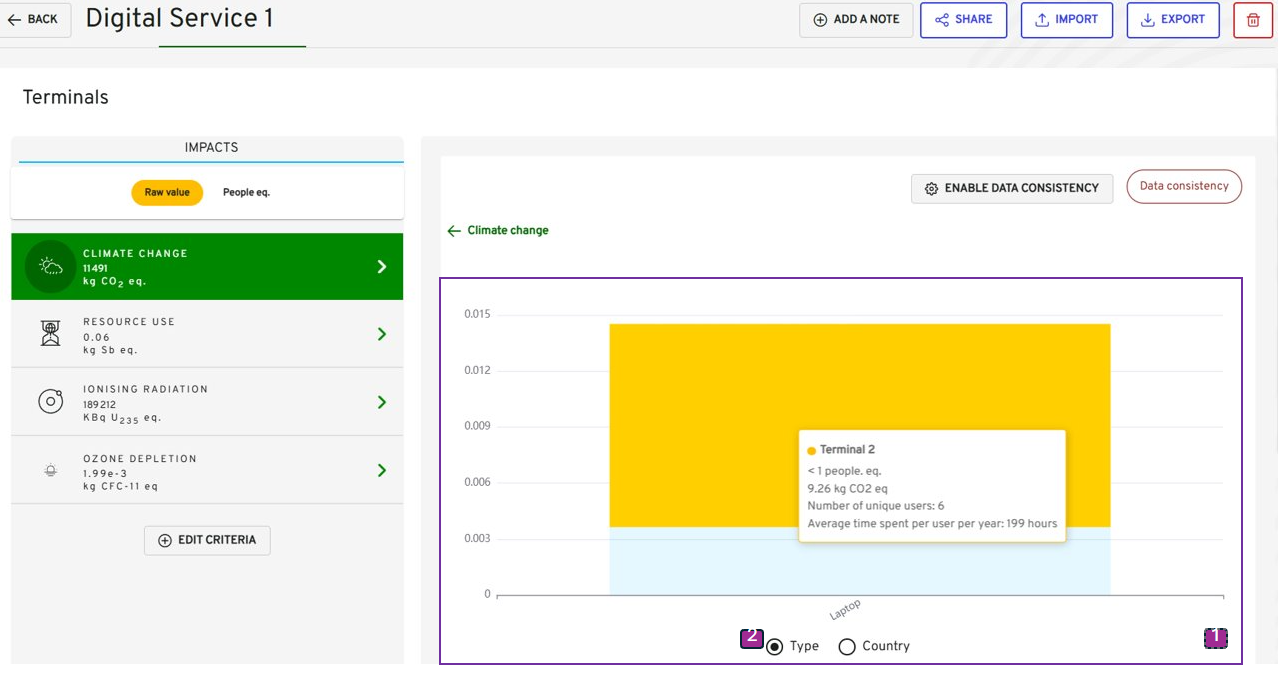 BACK
Digital Service 1
ADD A NOTE
SHARE
IMPORT
EXPORT
Terminals
IMPACTS
Raw value
People eq.
CLIMATE CHANGE
11491
kg CO2 eq.
RESOURCE USE
0.06
kg Sb eq.
IONISING RADIATION
189212
KBq U235 eq.
OZONE DEPLETION
1.99e-3
kg CFC-11 eq
EDIT CRITERIA
ENABLE DATA CONSISTENCY
Data consistency
Climate change
0.015
0.012
0.009
0.006
0.003
0
Terminal 2
< 1 people. eq.
9.26 kg CO2 eq
Number of unique users: 6
Average time spent per user per year: 199 hours
Laptop
2
Type
Country
1